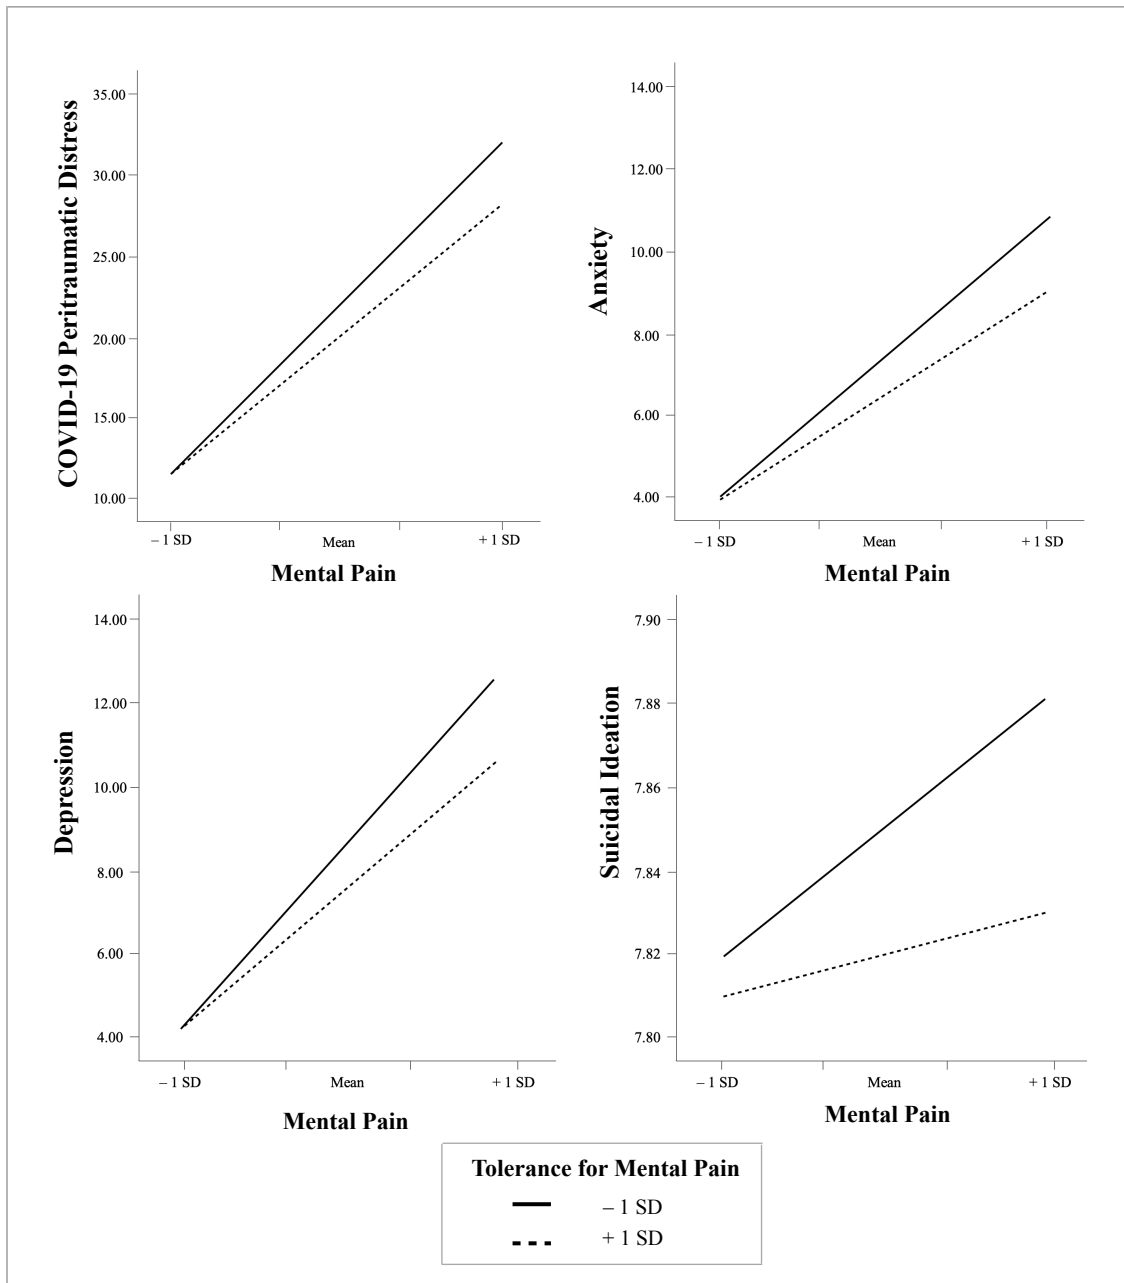 COVID-19 Peritraumatic Distress
35.00
30.00
25.00
20.00
15.00
10.00
– 1 SD
Mean
+ 1 SD
Mental Pain
Anxiety
14.00
12.00
10.00
8.00
6.00
4.00
– 1 SD
Mean
+ 1 SD
Mental Pain
Depression
14.00
12.00
10.00
8.00
6.00
4.00
– 1 SD
Mean
+ 1 SD
Mental Pain
Suicidal Ideation
7.90
7.88
7.86
7.84
7.82
7.80
– 1 SD
Mean
+ 1 SD
Mental Pain
Tolerance for Mental Pain
– 1 SD
+ 1 SD